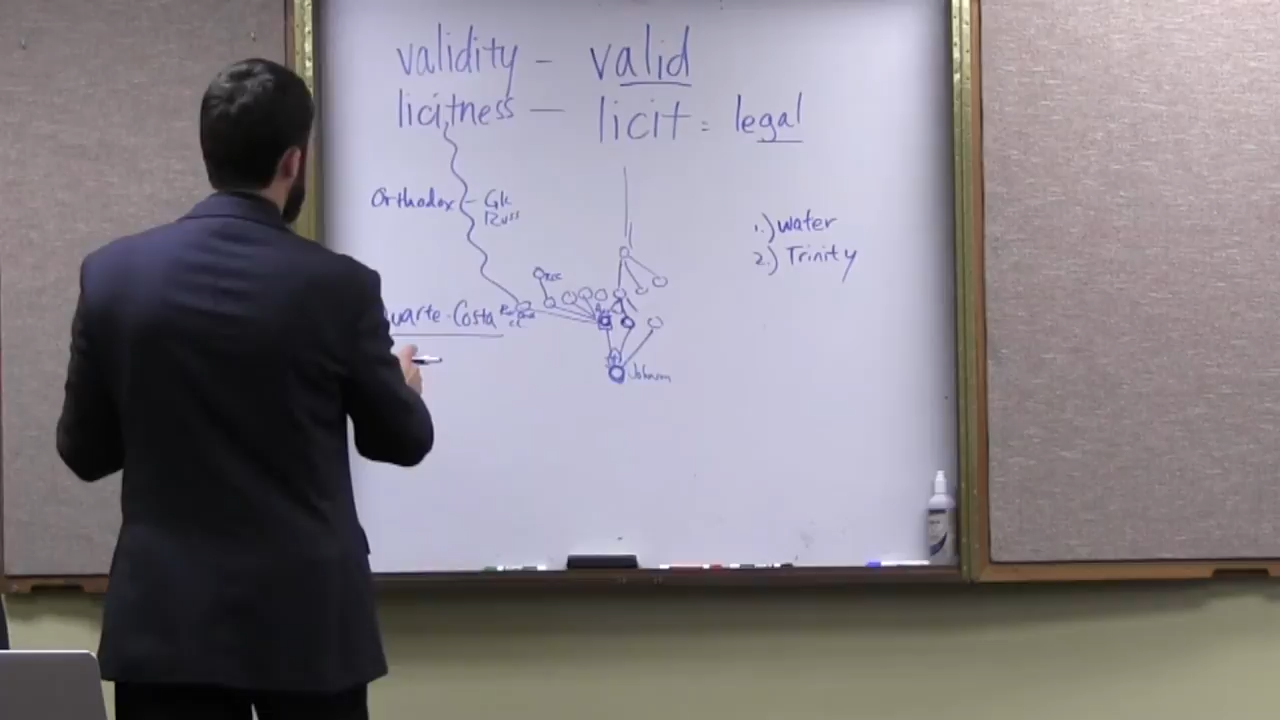 validity – valid
licitness — licit = legal
Orthodox – Gk
Russ
1.) water
2.) Trinity
uarte-Costa
Johnson